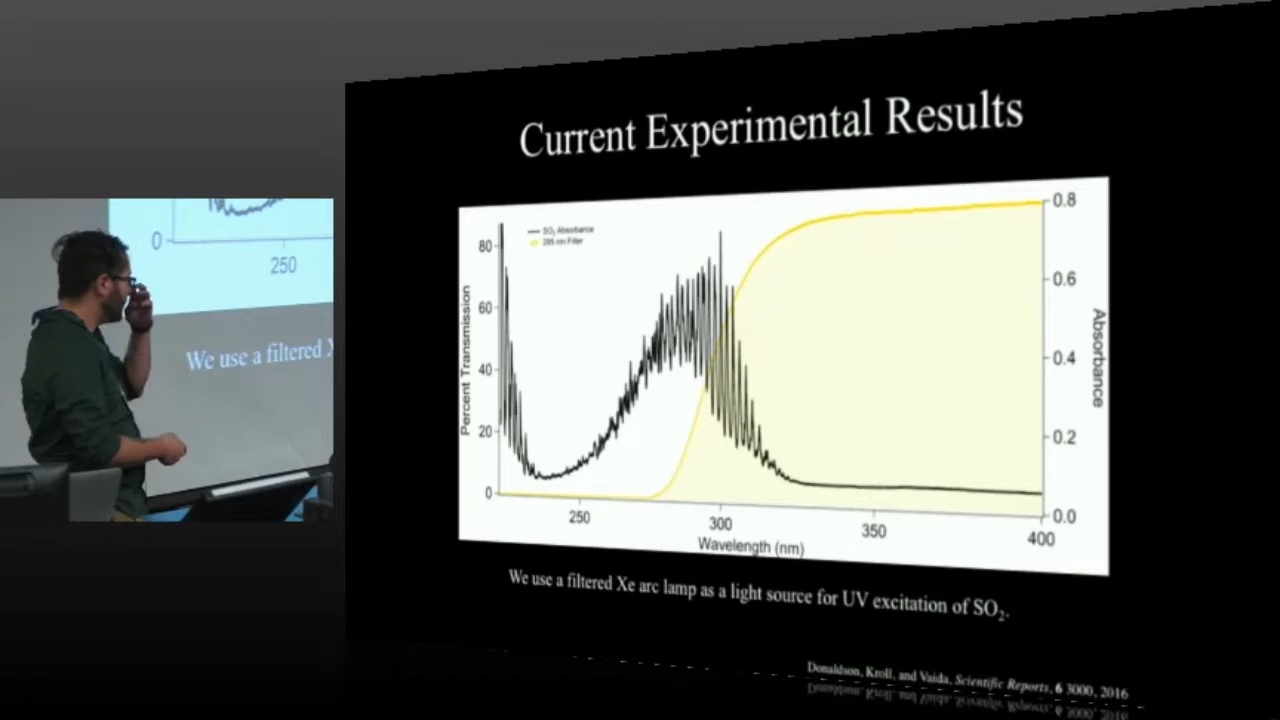 Current Experimental Results
SO2 Absorbance
295 nm Filter
Percent Transmission
80
60
40
20
0
0.8
0.6
0.4
0.2
0.0
Absorbance
250
300
350
400
Wavelength (nm)
We use a filtered Xe arc lamp as a light source for UV excitation of SO₂.
Donaldson, Kroll, and Vaida, Scientific Reports, 6 3000, 2016
0
250
We use a filtered X